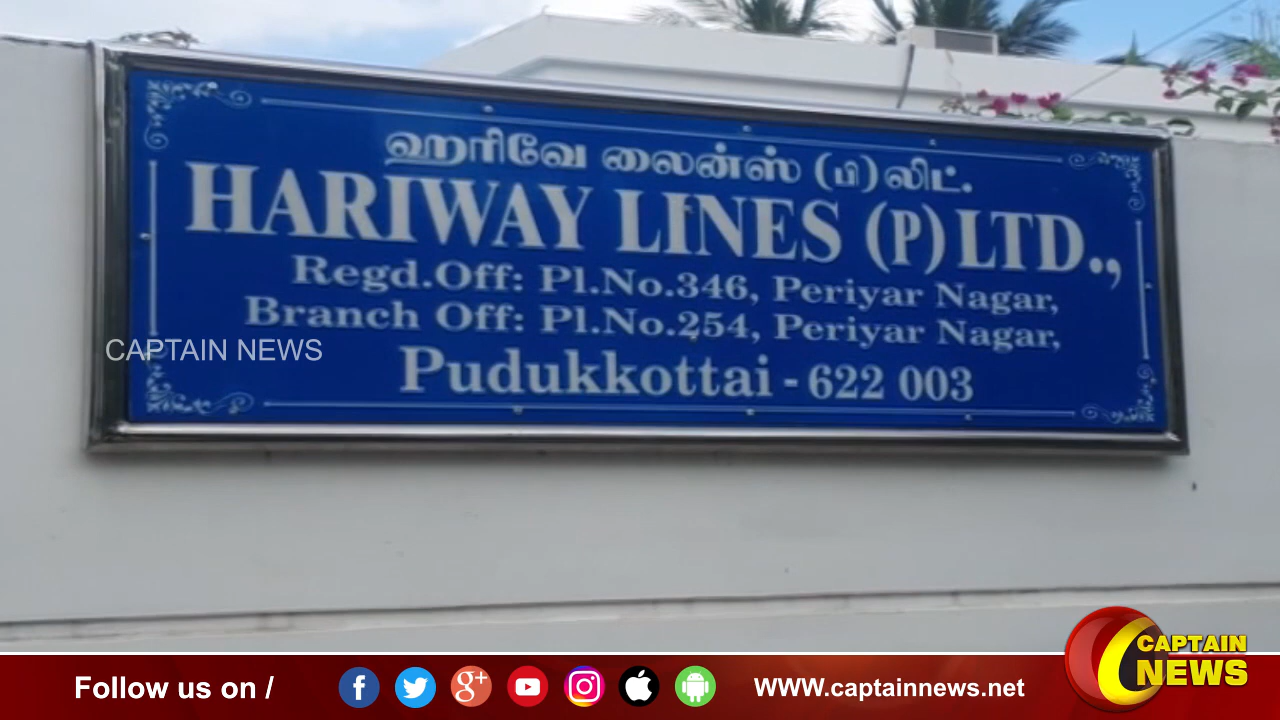 ஹரிவே லைன்ஸ் (பி) லிட்.
HARIWAY LINES (P) LTD.,
Regd.Off: Pl.No.346, Periyar Nagar,
Branch Off: Pl.No.254, Periyar Nagar,
Pudukkottai - 622 003
CAPTAIN NEWS
Follow us on /
WWW.captainnews.net
CAPTAIN
NEWS